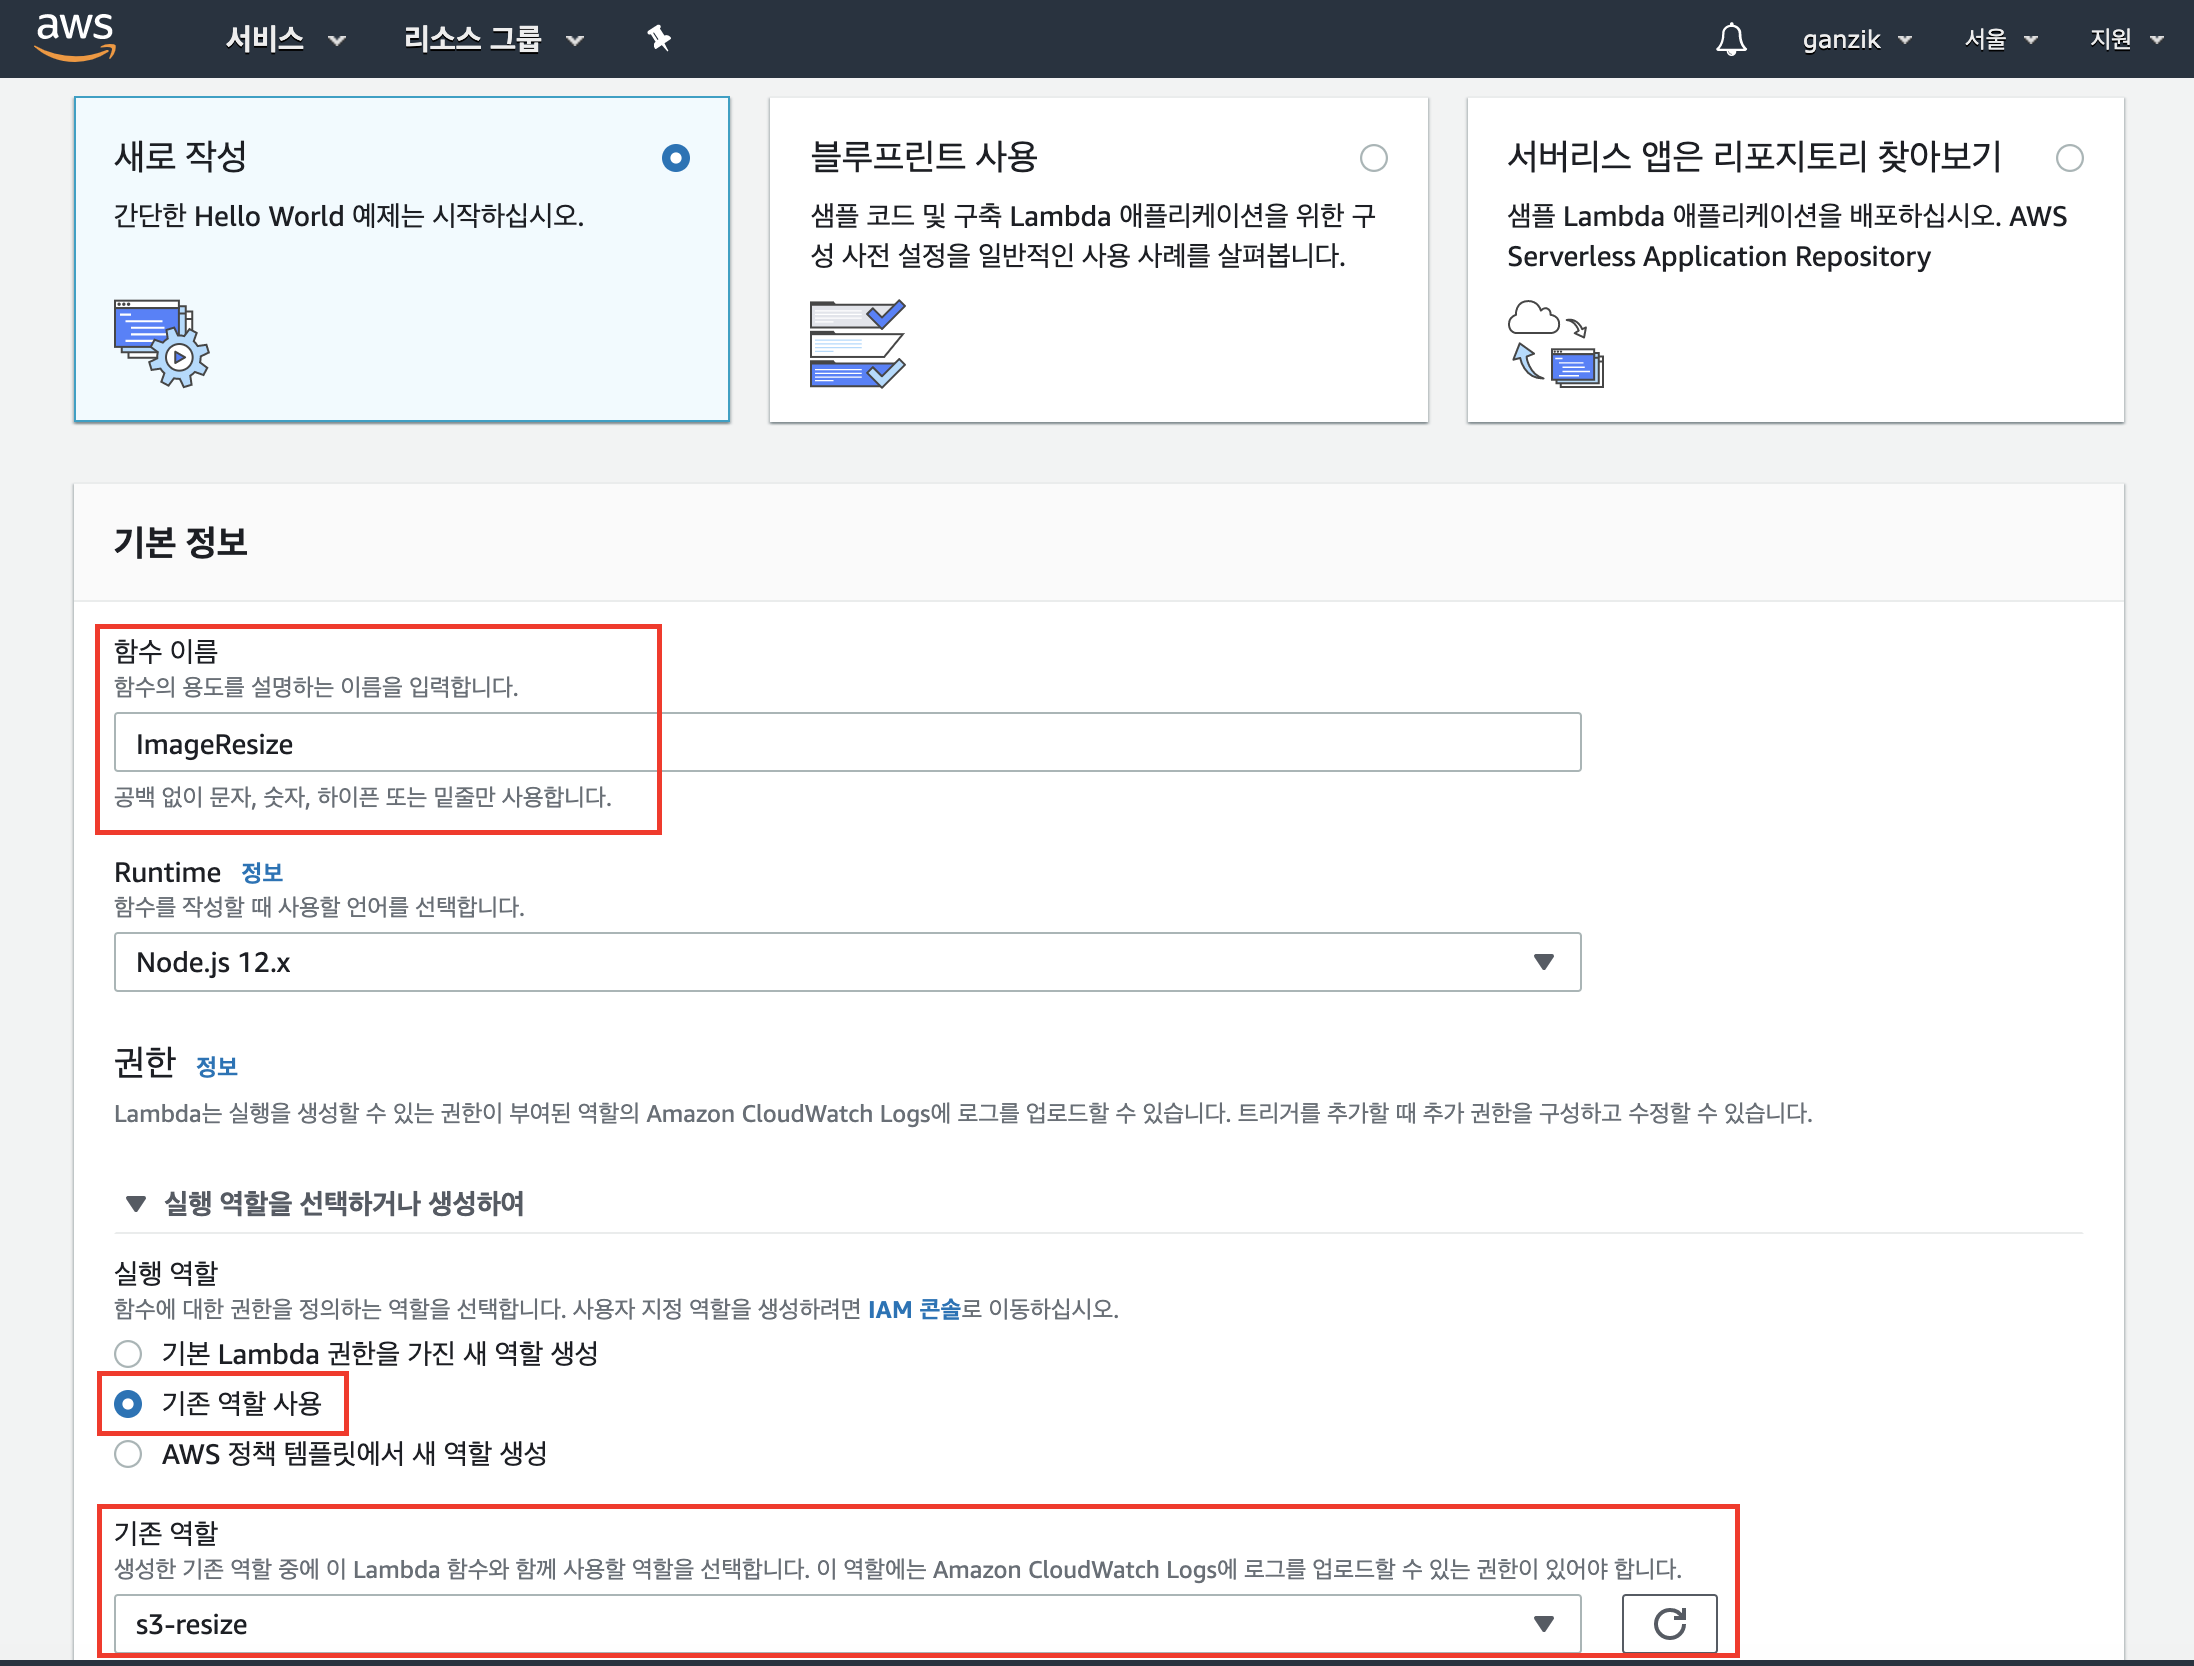 aws 서비스 리소스 그룹 ganzik 서울 지원
새로 작성
간단한 Hello World 예제는 시작하십시오.
블루프린트 사용
샘플 코드 및 구축 Lambda 애플리케이션을 위한 구
성 사전 설정을 일반적인 사용 사례를 살펴봅니다.
서버리스 앱은 리포지토리 찾아보기
샘플 Lambda 애플리케이션을 배포하십시오. AWS
Serverless Application Repository
기본 정보
함수 이름
함수의 용도를 설명하는 이름을 입력합니다.
ImageResize
공백 없이 문자, 숫자, 하이픈 또는 밑줄만 사용합니다.
Runtime 정보
함수를 작성할 때 사용할 언어를 선택합니다.
Node.js 12.x
권한 정보
Lambda는 실행을 생성할 수 있는 권한이 부여된 역할의 Amazon CloudWatch Logs에 로그를 업로드할 수 있습니다. 트리거를 추가할 때 추가 권한을 구성하고 수정할 수 있습니다.
실행 역할을 선택하거나 생성하여
실행 역할
함수에 대한 권한을 정의하는 역할을 선택합니다. 사용자 지정 역할을 생성하려면 IAM 콘솔로 이동하십시오.
기본 Lambda 권한을 가진 새 역할 생성
기존 역할 사용
AWS 정책 템플릿에서 새 역할 생성
기존 역할
생성한 기존 역할 중에 이 Lambda 함수와 함께 사용할 역할을 선택합니다. 이 역할에는 Amazon CloudWatch Logs에 로그를 업로드할 수 있는 권한이 있어야 합니다.
s3-resize